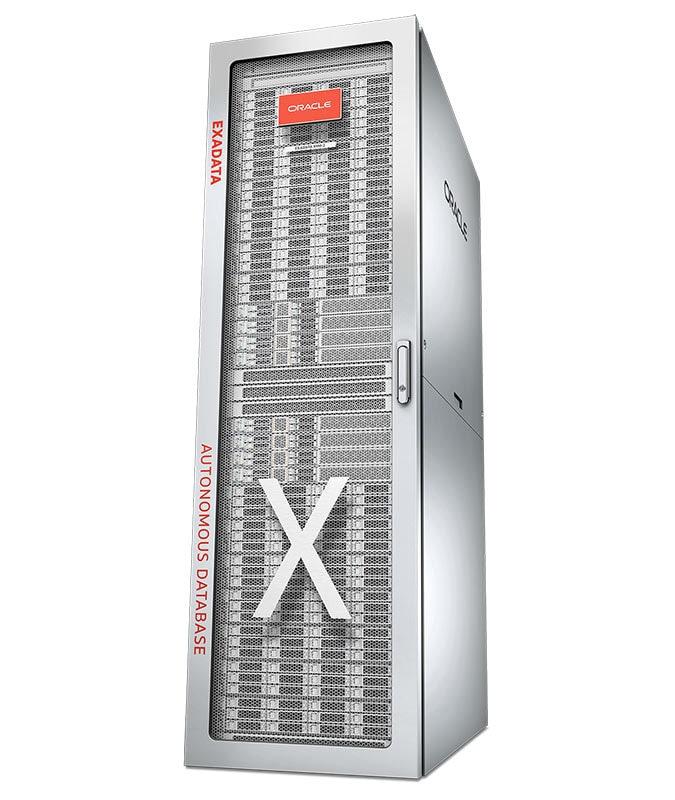 ORACLE
EXADATA
ORACLE
AUTONOMOUS DATABASE
X